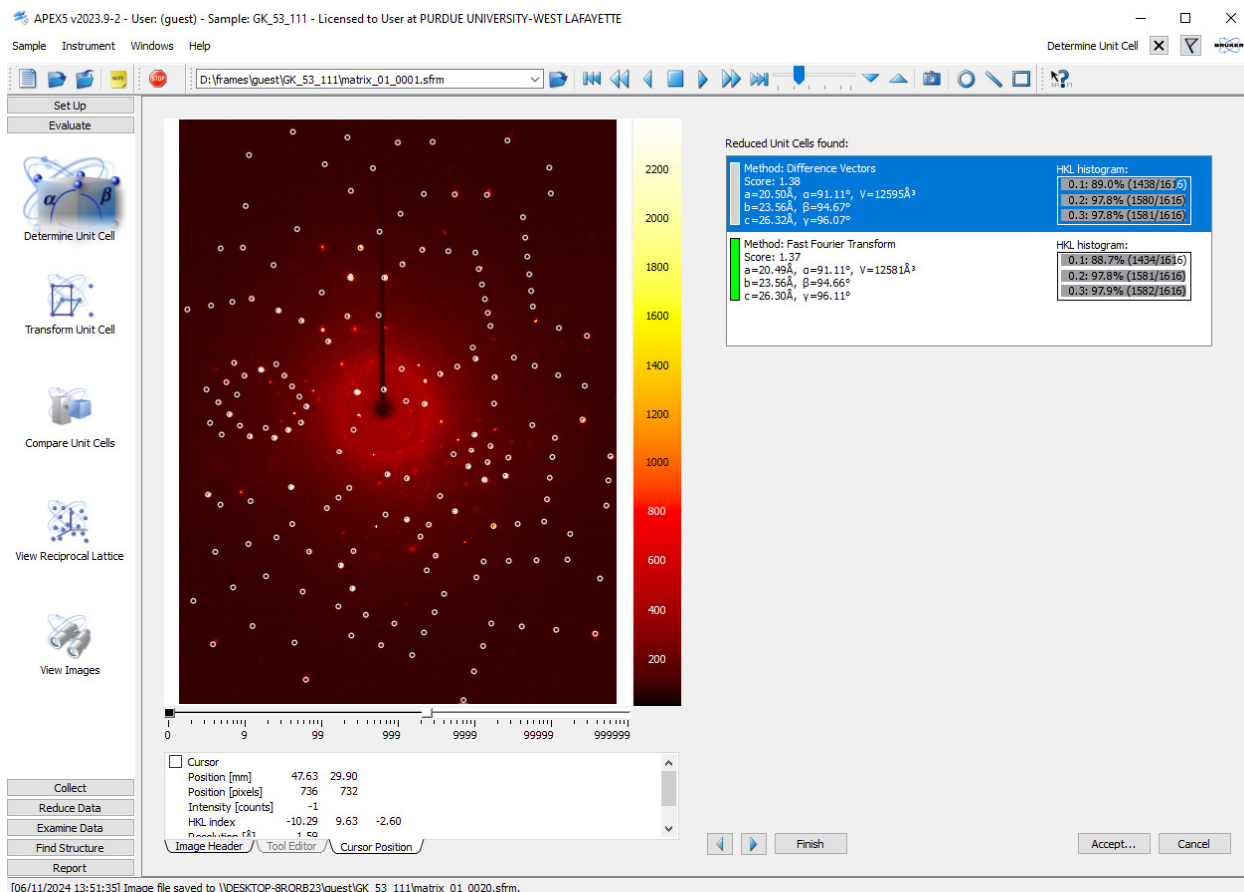 APEX5 v2023.9-2 - User: (guest) - Sample: GK_53_111 - Licensed to User at PURDUE UNIVERSITY-WEST LAFAYETTE
Sample Instrument Windows Help
Determine Unit Cell
BRUKER
NOTE
STOP
D:\frames\guest\GK_53_111\matrix_01_0001.sfrm
Set Up
Evaluate
α β
Determine Unit Cell
Transform Unit Cell
Compare Unit Cells
View Reciprocal Lattice
View Images
Collect
Reduce Data
Examine Data
Find Structure
Report
2200
2000
1800
1600
1400
1200
1000
800
600
400
200
0 9 99 999 9999 99999 999999
Cursor
Position [mm] 47.63 29.90
Position [pixels] 736 732
Intensity [counts] -1
HKL index -10.29 9.63 -2.60
Resolution [Å] 1.59
Image Header Tool Editor Cursor Position
Reduced Unit Cells found:
Method: Difference Vectors
Score: 1.38
a=20.50Å, α=91.11°, V=12595Å³
b=23.56Å, β=94.67°
c=26.32Å, γ=96.07°
HKL histogram:
0.1: 89.0% (1438/1616)
0.2: 97.8% (1580/1616)
0.3: 97.8% (1581/1616)
Method: Fast Fourier Transform
Score: 1.37
a=20.49Å, α=91.11°, V=12581Å³
b=23.56Å, β=94.66°
c=26.30Å, γ=96.11°
HKL histogram:
0.1: 88.7% (1434/1616)
0.2: 97.8% (1581/1616)
0.3: 97.9% (1582/1616)
Finish
Accept...
Cancel
[06/11/2024 13:51:35] Image file saved to \\DESKTOP-8RORB23\guest\GK_53_111\matrix_01_0020.sfrm.